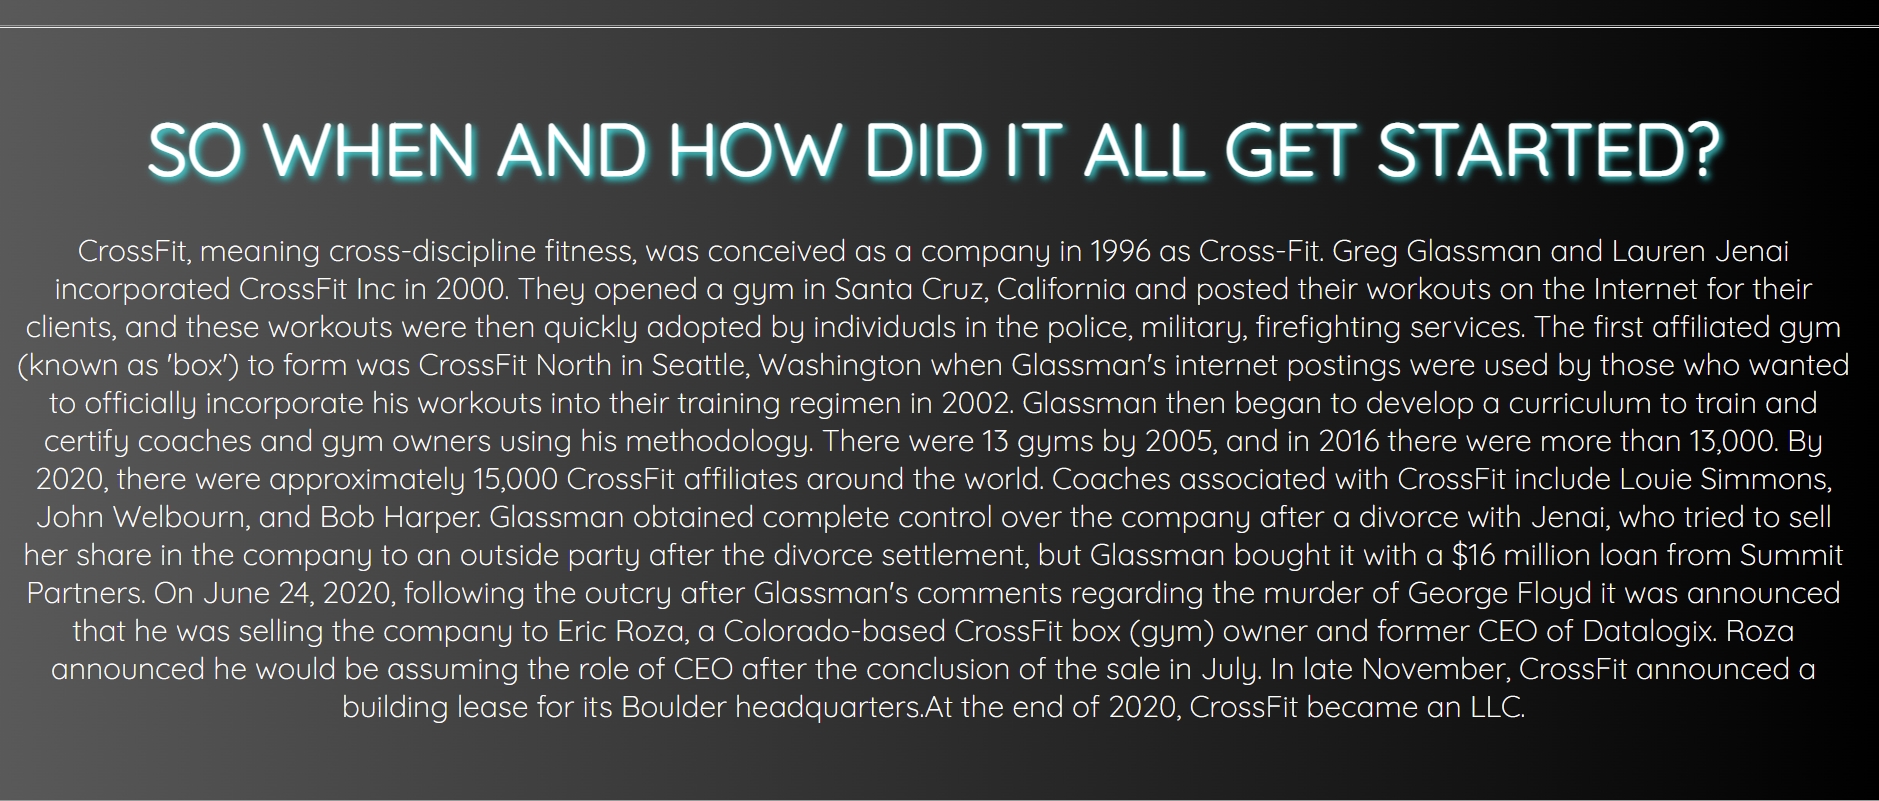 SO WHEN AND HOW DID IT ALL GET STARTED?
CrossFit, meaning cross-discipline fitness, was conceived as a company in 1996 as Cross-Fit. Greg Glassman and Lauren Jenai
incorporated CrossFit Inc in 2000. They opened a gym in Santa Cruz, California and posted their workouts on the Internet for their
clients, and these workouts were then quickly adopted by individuals in the police, military, firefighting services. The first affiliated gym
(known as 'box') to form was CrossFit North in Seattle, Washington when Glassman's internet postings were used by those who wanted
to officially incorporate his workouts into their training regimen in 2002. Glassman then began to develop a curriculum to train and
certify coaches and gym owners using his methodology. There were 13 gyms by 2005, and in 2016 there were more than 13,000. By
2020, there were approximately 15,000 CrossFit affiliates around the world. Coaches associated with CrossFit include Louie Simmons,
John Welbourn, and Bob Harper. Glassman obtained complete control over the company after a divorce with Jenai, who tried to sell
her share in the company to an outside party after the divorce settlement, but Glassman bought it with a $16 million loan from Summit
Partners. On June 24, 2020, following the outcry after Glassman's comments regarding the murder of George Floyd it was announced
that he was selling the company to Eric Roza, a Colorado-based CrossFit box (gym) owner and former CEO of Datalogix. Roza
announced he would be assuming the role of CEO after the conclusion of the sale in July. In late November, CrossFit announced a
building lease for its Boulder headquarters.At the end of 2020, CrossFit became an LLC.